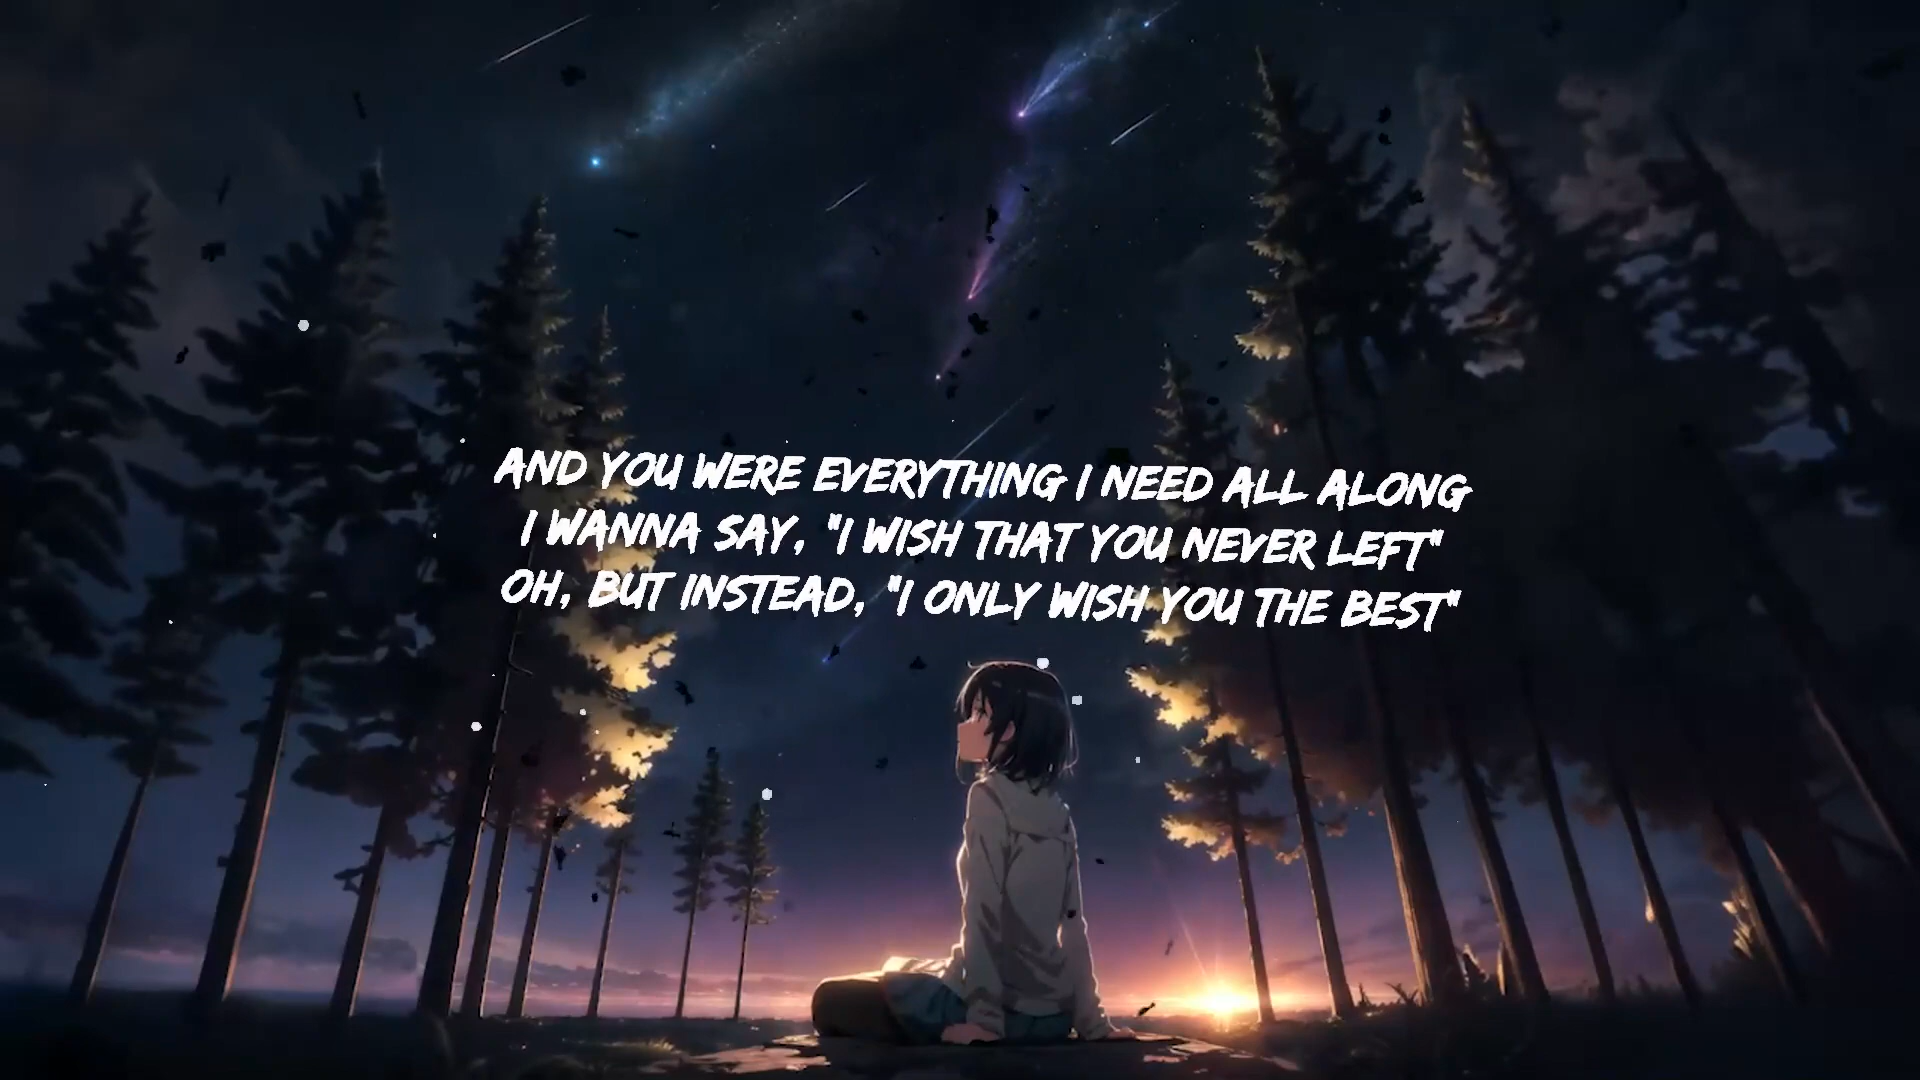 AND YOU WERE EVERYTHING I NEED ALL ALONG
I WANNA SAY, "I WISH THAT YOU NEVER LEFT"
OH, BUT INSTEAD, "I ONLY WISH YOU THE BEST"